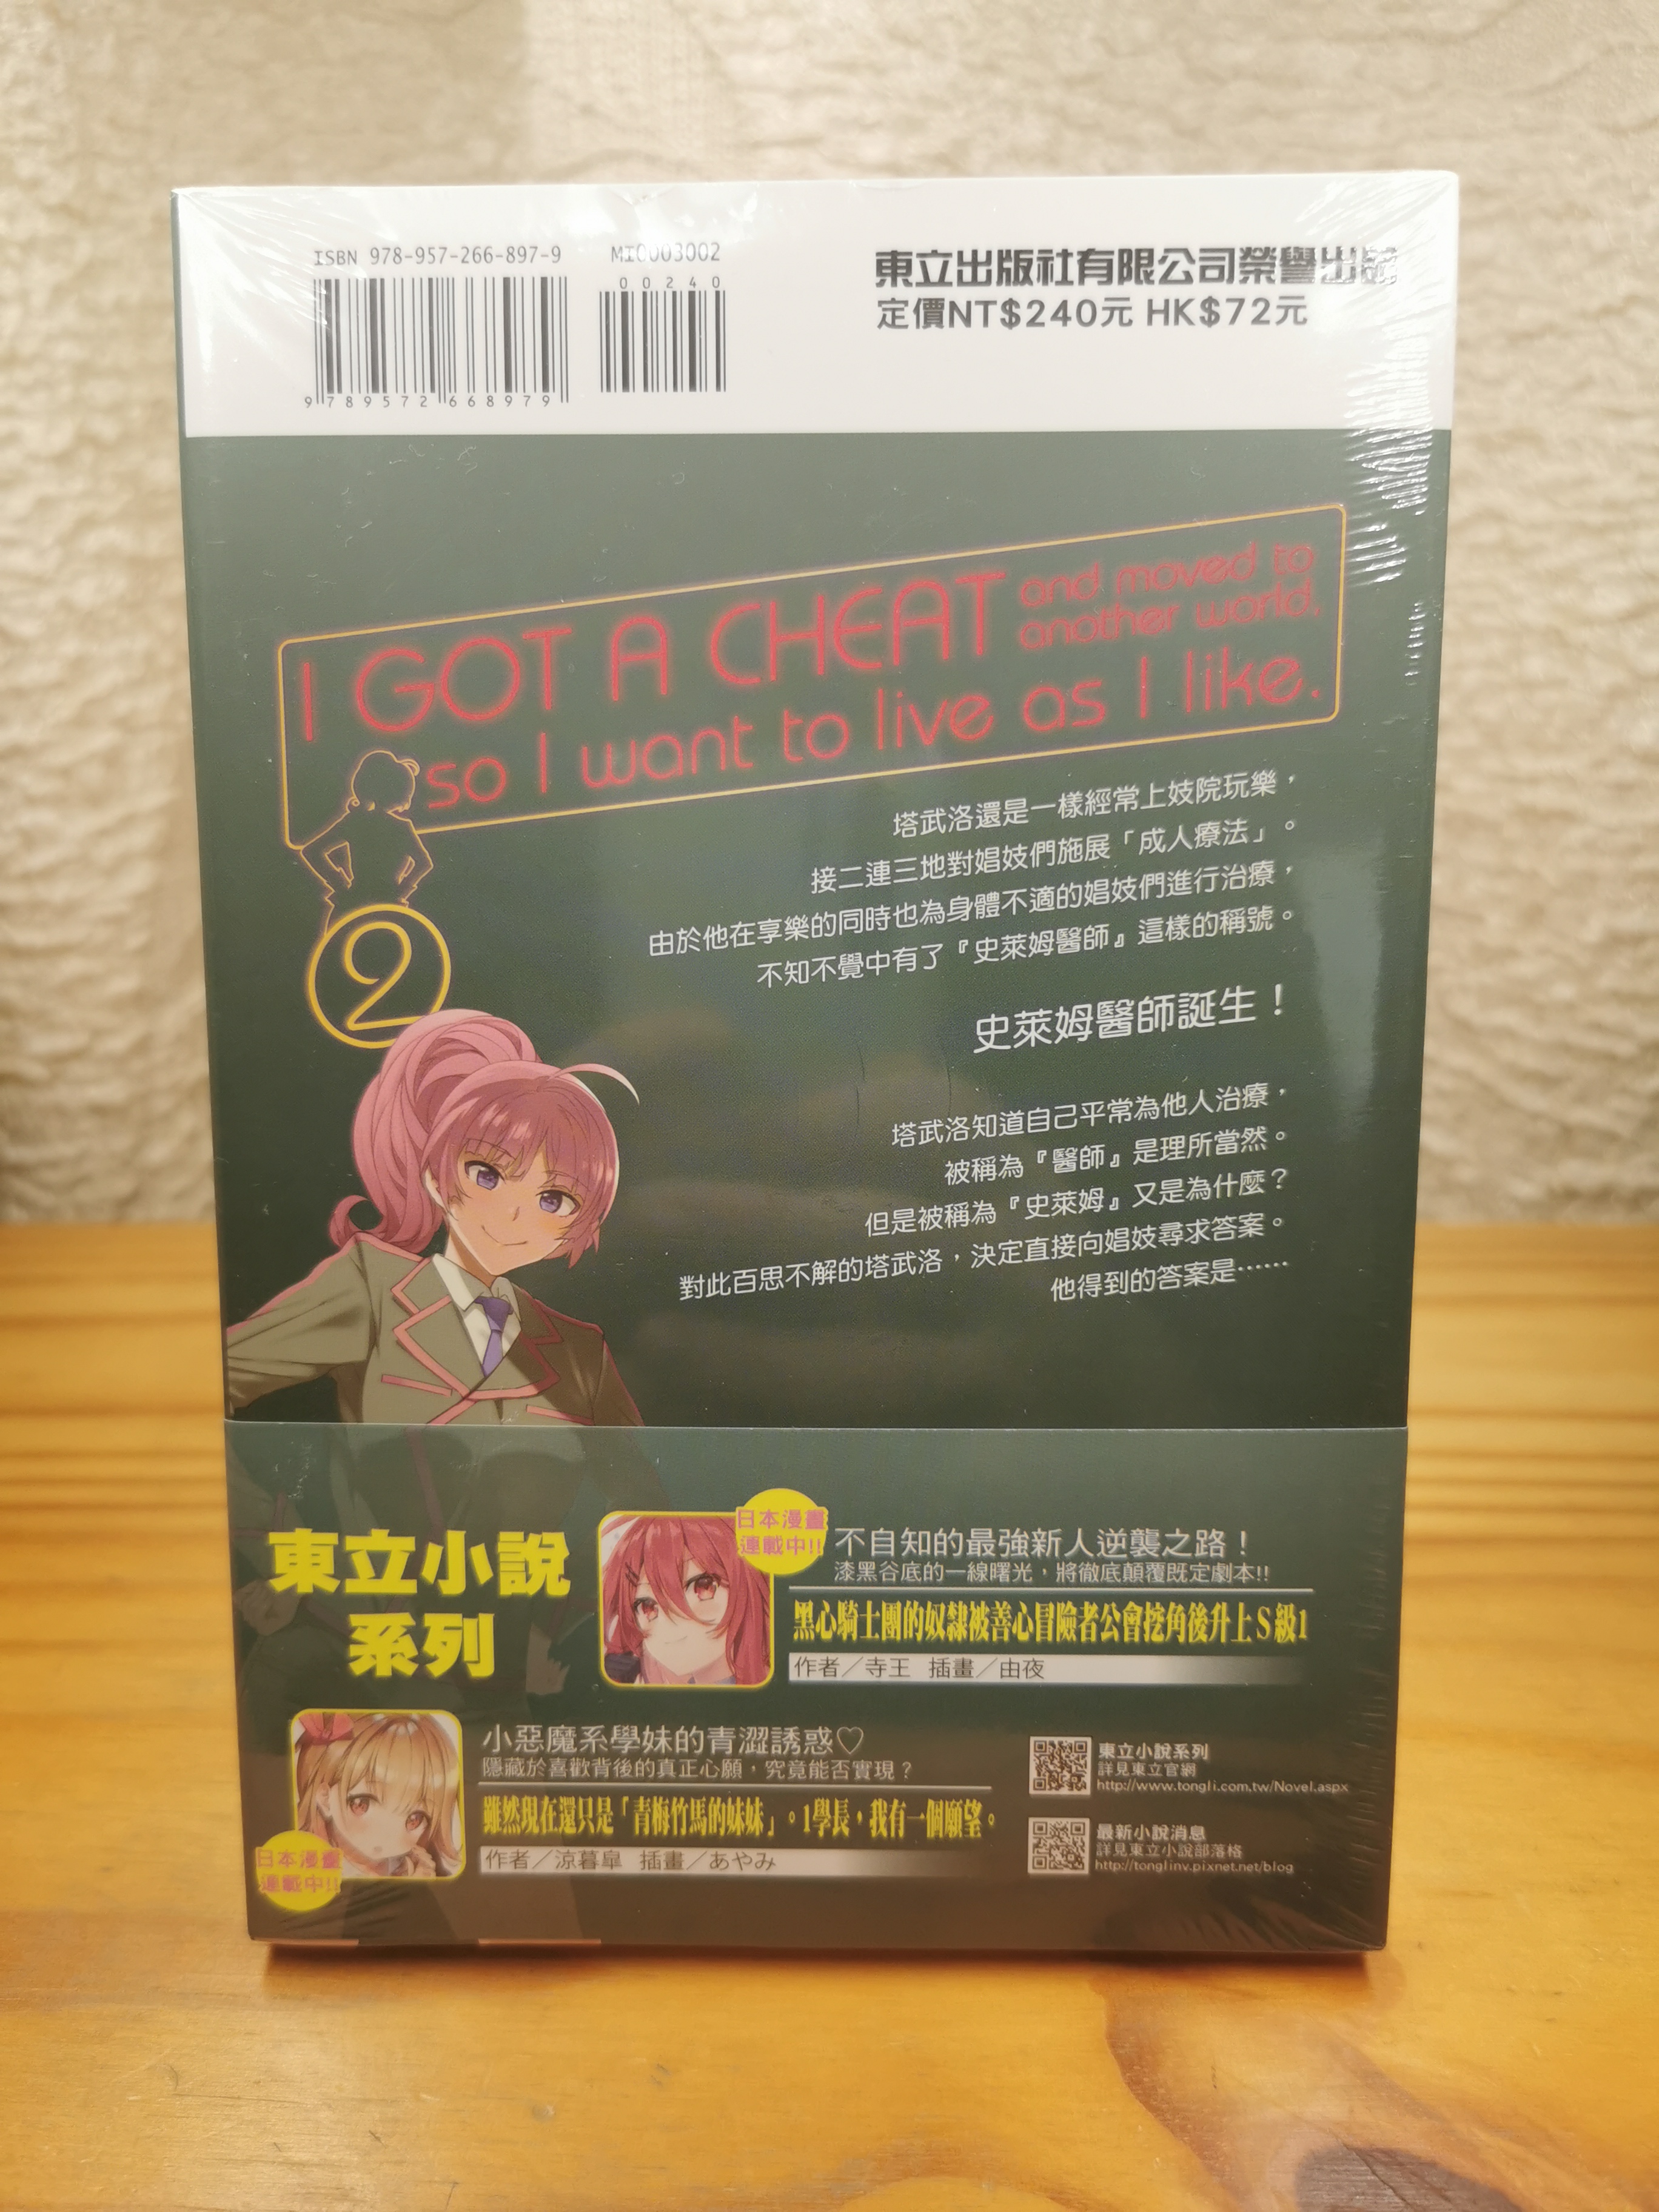 ISBN 978-957-266-897-9
MI0003002
00240
9 789572 668979
東立出版社有限公司榮譽出版
定價NT$240元 HK$72元
I GOT A CHEAT and moved to another world,
so I want to live as I like.
2
塔武洛還是一樣經常上妓院玩樂，
接二連三地對娼妓們施展「成人療法」。
由於他在享樂的同時也為身體不適的娼妓們進行治療，
不知不覺中有了『史萊姆醫師』這樣的稱號。
史萊姆醫師誕生！
塔武洛知道自己平常為他人治療，
被稱為『醫師』是理所當然。
但是被稱為『史萊姆』又是為什麼？
對此百思不解的塔武洛，決定直接向娼妓尋求答案。
他得到的答案是……
東立小說
系列
日本漫畫
連載中!!
不自知的最強新人逆襲之路！
漆黑谷底的一線曙光，將徹底顛覆既定劇本!!
黑心騎士團的奴隸被善心冒險者公會挖角後升上S級1
作者／寺王 插畫／由夜
小惡魔系學妹的青澀誘惑♡
隱藏於喜歡背後的真正心願，究竟能否實現？
雖然現在還只是「青梅竹馬的妹妹」。1學長，我有一個願望。
作者／涼暮皐 插畫／あやみ
日本漫畫
連載中!!
東立小說系列
詳見東立官網
http://www.tongli.com.tw/Novel.aspx
最新小說消息
詳見東立小說部落格
http://tonglinv.pixnet.net/blog